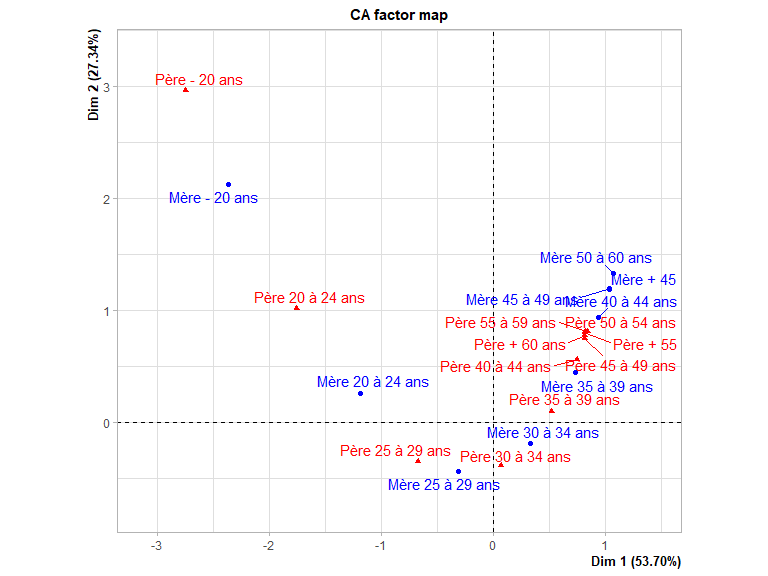 CA factor map
Dim 2 (27.34%)
3
2
1
0
Père - 20 ans
Mère - 20 ans
Mère 50 à 60 ans
Mère + 45
Père 20 à 24 ans
Mère 45 à 49 ans
Mère 40 à 44 ans
Père 55 à 59 ans
Père 50 à 54 ans
Père + 60 ans
Père + 55
Père 40 à 44 ans
Père 45 à 49 ans
Mère 20 à 24 ans
Mère 35 à 39 ans
Père 35 à 39 ans
Mère 30 à 34 ans
Père 25 à 29 ans
Père 30 à 34 ans
Mère 25 à 29 ans
-3
-2
-1
0
1
Dim 1 (53.70%)